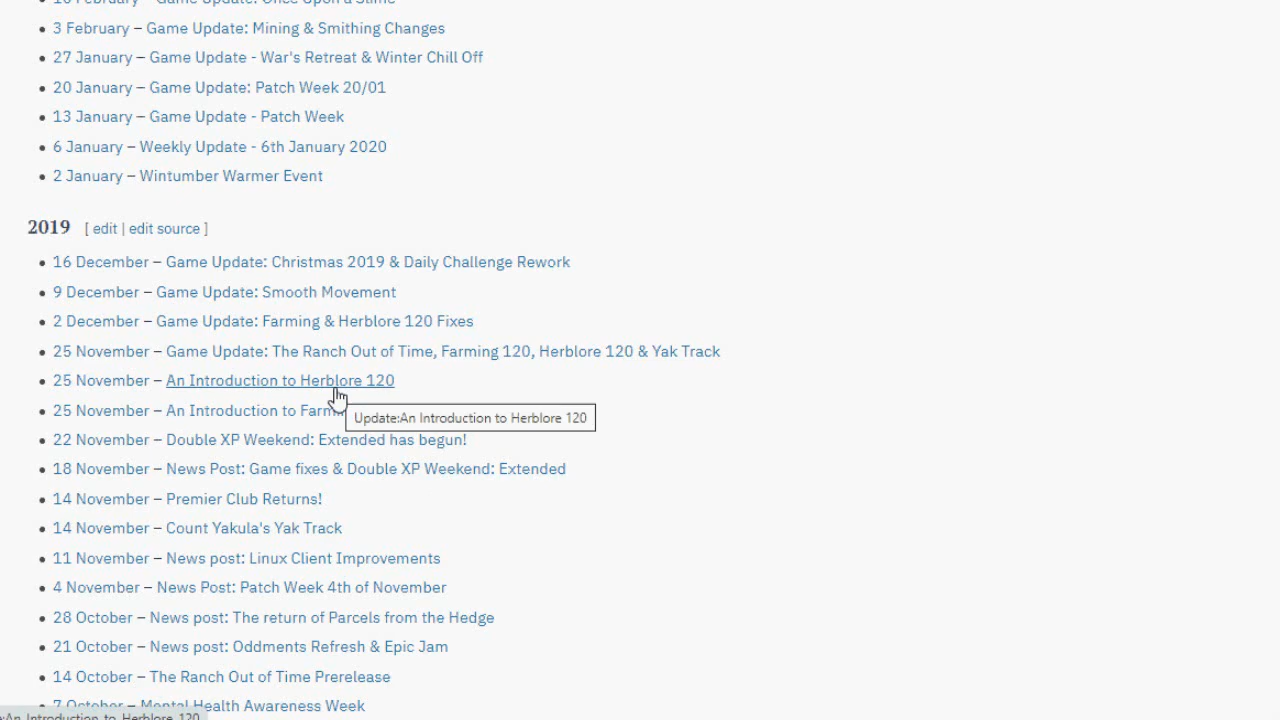 3 February – Game Update: Mining & Smithing Changes
27 January – Game Update - War's Retreat & Winter Chill Off
20 January – Game Update: Patch Week 20/01
13 January – Game Update - Patch Week
6 January – Weekly Update - 6th January 2020
2 January – Wintumber Warmer Event
2019 [ edit | edit source ]
16 December – Game Update: Christmas 2019 & Daily Challenge Rework
9 December – Game Update: Smooth Movement
2 December – Game Update: Farming & Herblore 120 Fixes
25 November – Game Update: The Ranch Out of Time, Farming 120, Herblore 120 & Yak Track
25 November – An Introduction to Herblore 120
25 November – An Introduction to Farm
Update:An Introduction to Herblore 120
22 November – Double XP Weekend: Extended has begun!
18 November – News Post: Game fixes & Double XP Weekend: Extended
14 November – Premier Club Returns!
14 November – Count Yakula's Yak Track
11 November – News post: Linux Client Improvements
4 November – News Post: Patch Week 4th of November
28 October – News post: The return of Parcels from the Hedge
21 October – News post: Oddments Refresh & Epic Jam
14 October – The Ranch Out of Time Prerelease
7 October – Mental Health Awareness Week
:An_Introduction_to_Herblore_120